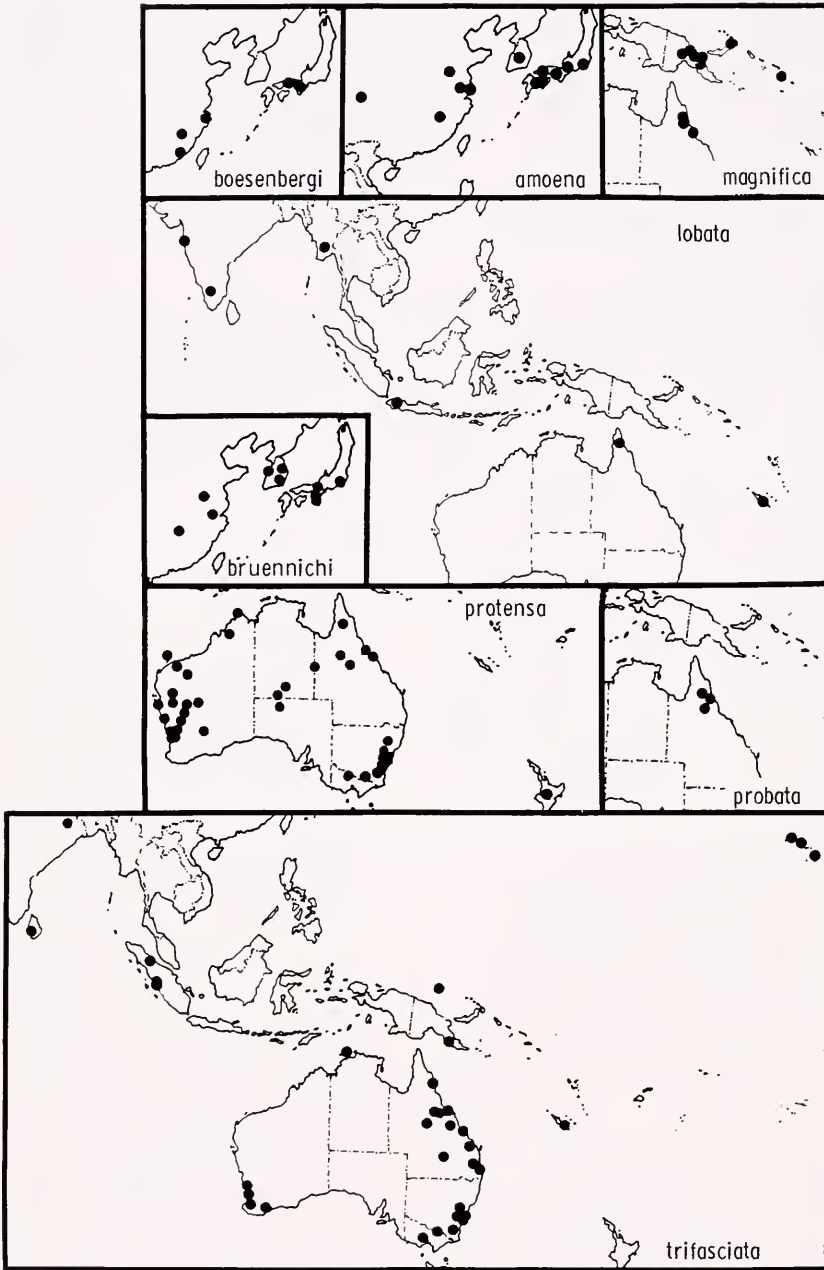 boesenbergi
amoena
magnifica
lobata
bruennichi
protensa
probata
trifasciata